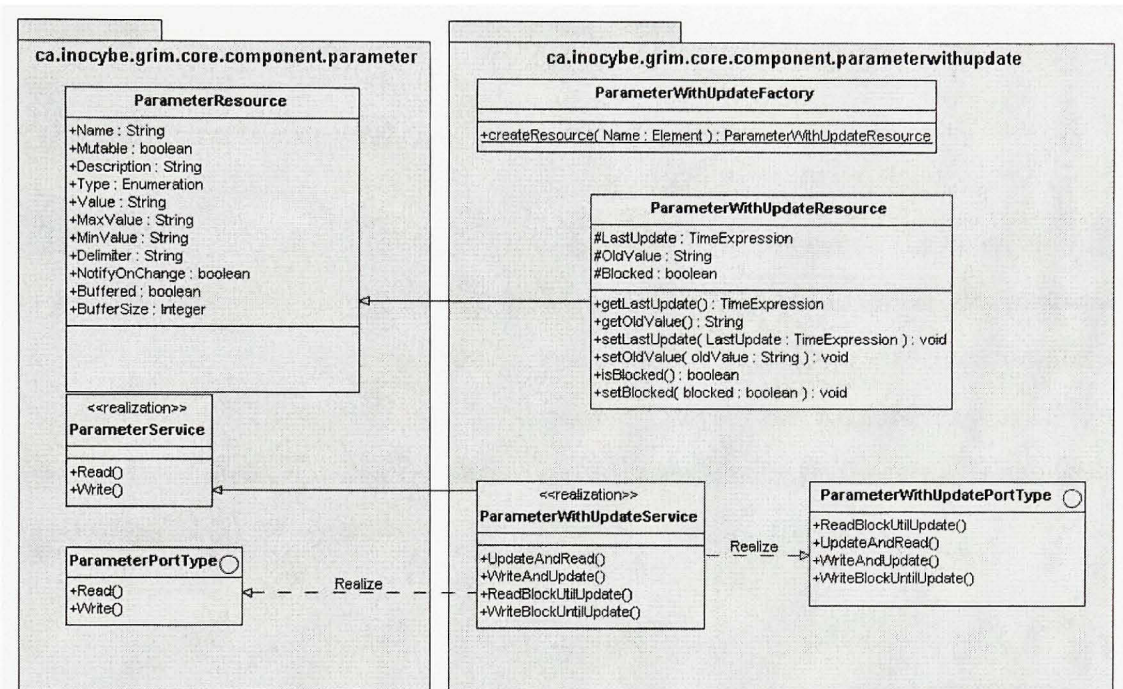 ca.inocybe.grim.core.component.parameter
ParameterResource
+Name : String
+Mutable : boolean
+Description : String
+Type : Enumeration
+Value : String
+MaxValue : String
+MinValue : String
+Delimiter : String
+NotifyOnChange : boolean
+Buffered : boolean
+BufferSize : Integer
<<realization>>
ParameterService
+Read()
+Write()
ParameterPortType
+Read()
+Write()
Realize
ca.inocybe.grim.core.component.parameterwithupdate
ParameterWithUpdateFactory
+createResource( Name : Element ) : ParameterWithUpdateResource
ParameterWithUpdateResource
#LastUpdate : TimeExpression
#OldValue : String
#Blocked : boolean
+getLastUpdate() : TimeExpression
+getOldValue() : String
+setLastUpdate( LastUpdate : TimeExpression ) : void
+setOldValue( oldValue : String ) : void
+isBlocked() : boolean
+setBlocked( blocked : boolean ) : void
<<realization>>
ParameterWithUpdateService
+UpdateAndRead()
+WriteAndUpdate()
+ReadBlockUtilUpdate()
+WriteBlockUntilUpdate()
Realize
ParameterWithUpdatePortType
+ReadBlockUtilUpdate()
+UpdateAndRead()
+WriteAndUpdate()
+WriteBlockUntilUpdate()